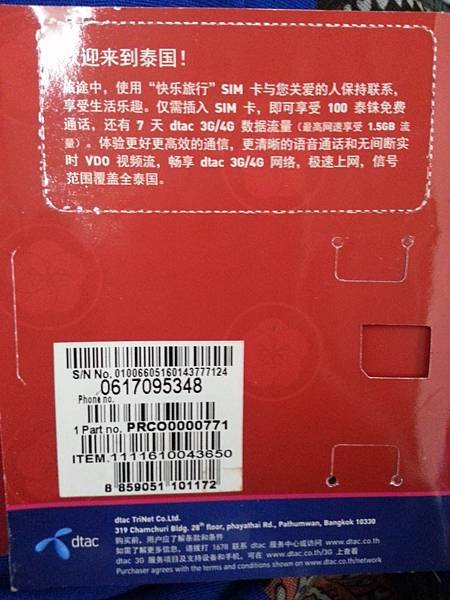 欢迎来到泰国！
旅途中，使用“快乐旅行”SIM 卡与您关爱的人保持联系，
享受生活乐趣。仅需插入 SIM 卡，即可享受 100 泰铢免费
通话，还有 7 天 dtac 3G/4G 数据流量（最高网速享受 1.5GB 流
量）。体验更好更高效的通信，更清晰的语音通话和无间断实
时 VDO 视频流，畅享 dtac 3G/4G 网络，极速上网，信号
范围覆盖全泰国。
S/N No. 01006605160143777124
0617095348
Phone no.
1 Part no. PRCO0000771
ITEM.1111610043650
8 859051 101172
dtac
dtac TriNet Co.Ltd.
319 Chamchuri Bldg. 28th floor, phayathai Rd., Pathumwan, Bangkok 10330
购买前，用户应了解条款和条件
如需了解更多信息，请拨打 1678 联系 dtac 服务中心或访问 www.dtac.co.th
dtac 3G 服务项目及支持设备和手机，可在 www.dtac.co.th/3G 上查看
Purchaser agrees with the terms and conditions shown on www.dtac.co.th/network